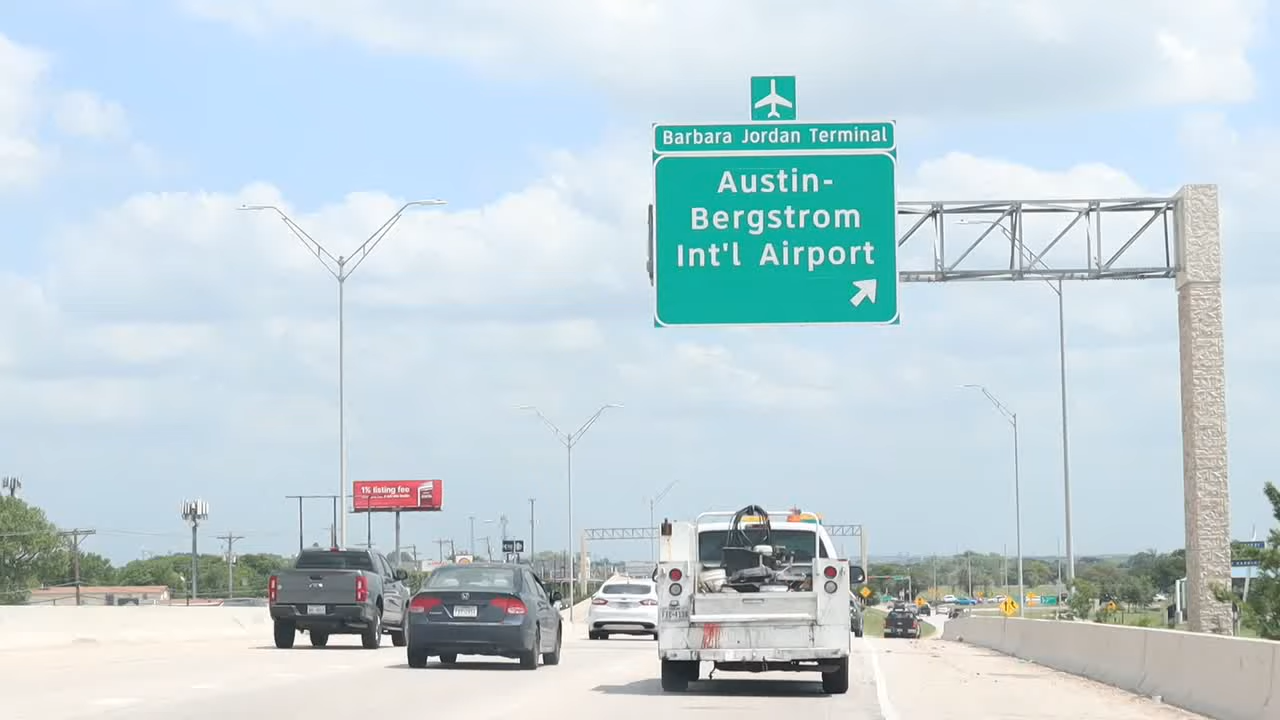 Barbara Jordan Terminal
Austin-
Bergstrom
Int'l Airport
1% listing fee